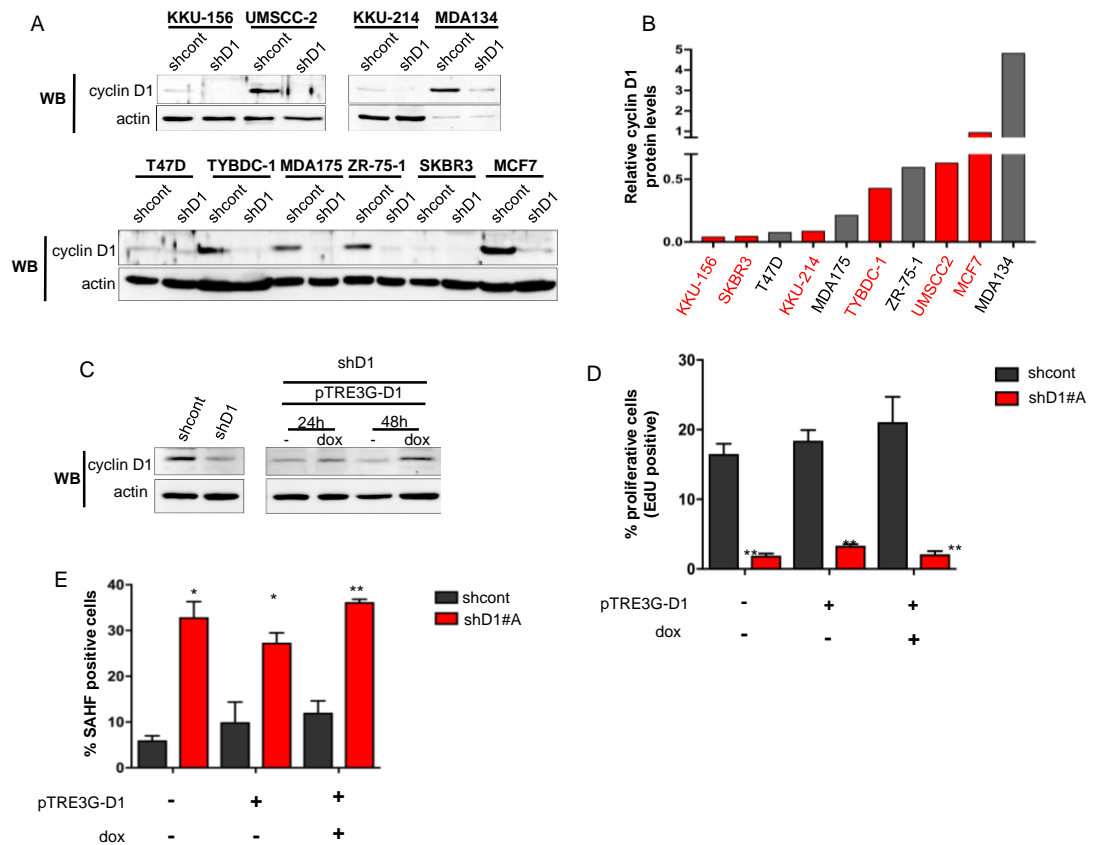 A
KKU-156 UMSCC-2 KKU-214 MDA134
shcont shD1 shcont shD1 shcont shD1 shcont shD1
WB
cyclin D1
actin
T47D TYBDC-1 MDA175 ZR-75-1 SKBR3 MCF7
shcont shD1 shcont shD1 shcont shD1 shcont shD1 shcont shD1 shcont shD1
WB
cyclin D1
actin
B
Relative cyclin D1
protein levels
5
4
3
2
1
0.5
0.0
KKU-156 SKBR3 T47D KKU-214 MDA175 TYBDC-1 ZR-75-1 UMSCC2 MCF7 MDA134
C
shD1
pTRE3G-D1
shcont shD1 24h 48h
- dox - dox
WB
cyclin D1
actin
D
% proliferative cells
(EdU positive)
30
20
10
0
** ** **
shcont
shD1#A
pTRE3G-D1 - + +
dox - - +
E
% SAHF positive cells
40
30
20
10
0
* * **
shcont
shD1#A
pTRE3G-D1 - + +
dox - - +